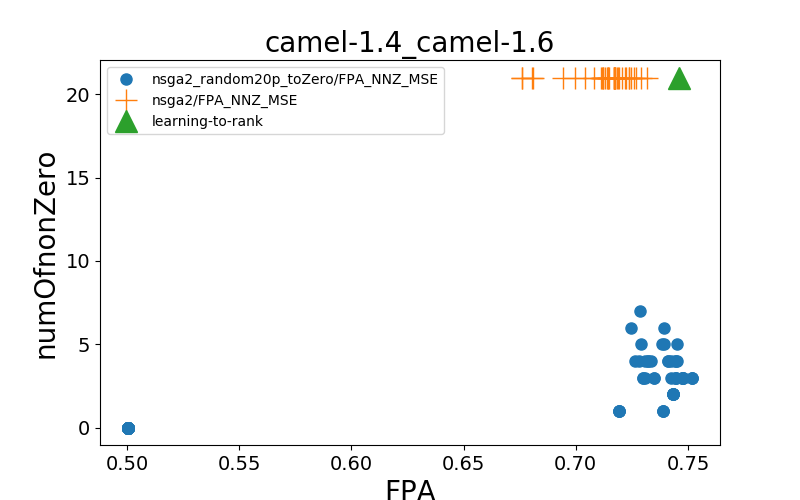 camel-1.4_camel-1.6
nsga2_random20p_toZero/FPA_NNZ_MSE
nsga2/FPA_NNZ_MSE
learning-to-rank
numOfnonZero
20
15
10
5
0
0.50 0.55 0.60 0.65 0.70 0.75
FPA